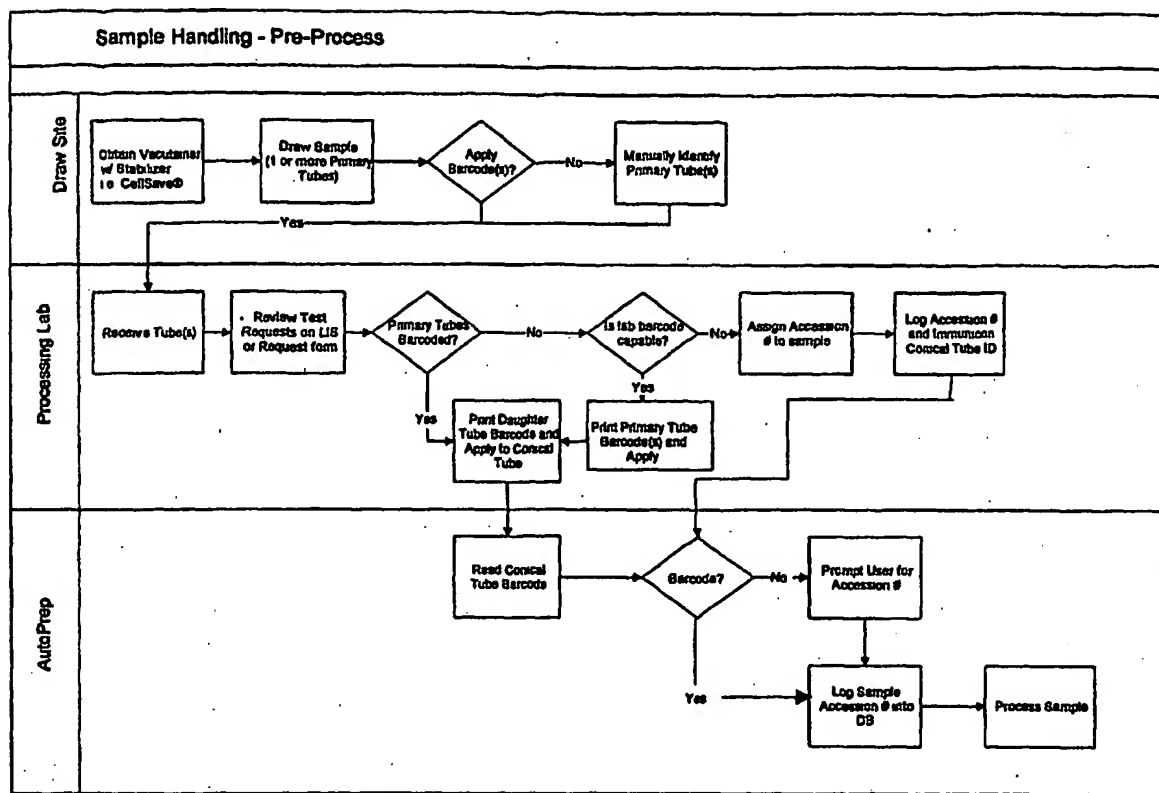 Sample Handling - Pre-Process
Draw Site
Obtain Vacutainer
w/ Stabilizer
i.e. CellSave®
Draw Sample
(1 or more Primary
Tubes)
Apply
Barcode(s)?
No
Manually Identify
Primary Tube(s)
Yes
Processing Lab
Receive Tube(s)
Review Test
Requests on LIS
or Request form
Primary Tubes
Barcoded?
No
Is lab barcode
capable?
No
Assign Accession
# to sample
Log Accession #
and Immunicon
Conical Tube ID
Yes
Yes
Print Daughter
Tube Barcode and
Apply to Conical
Tube
Print Primary Tube
Barcode(s) and
Apply
AutoPrep
Read Conical
Tube Barcode
Barcode?
No
Prompt User for
Accession #
Yes
Log Sample
Accession # into
DB
Process Sample